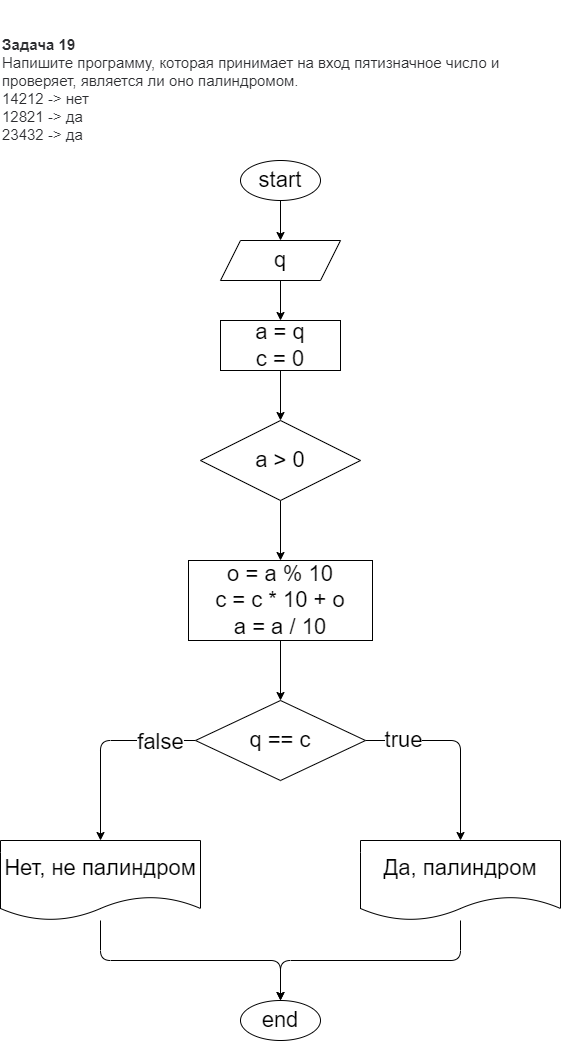 Задача 19
Напишите программу, которая принимает на вход пятизначное число и
проверяет, является ли оно палиндромом.
14212 -> нет
12821 -> да
23432 -> да
start
q
a = q
c = 0
a > 0
o = a % 10
c = c * 10 + o
a = a / 10
false
q == c
true
Нет, не палиндром
Да, палиндром
end